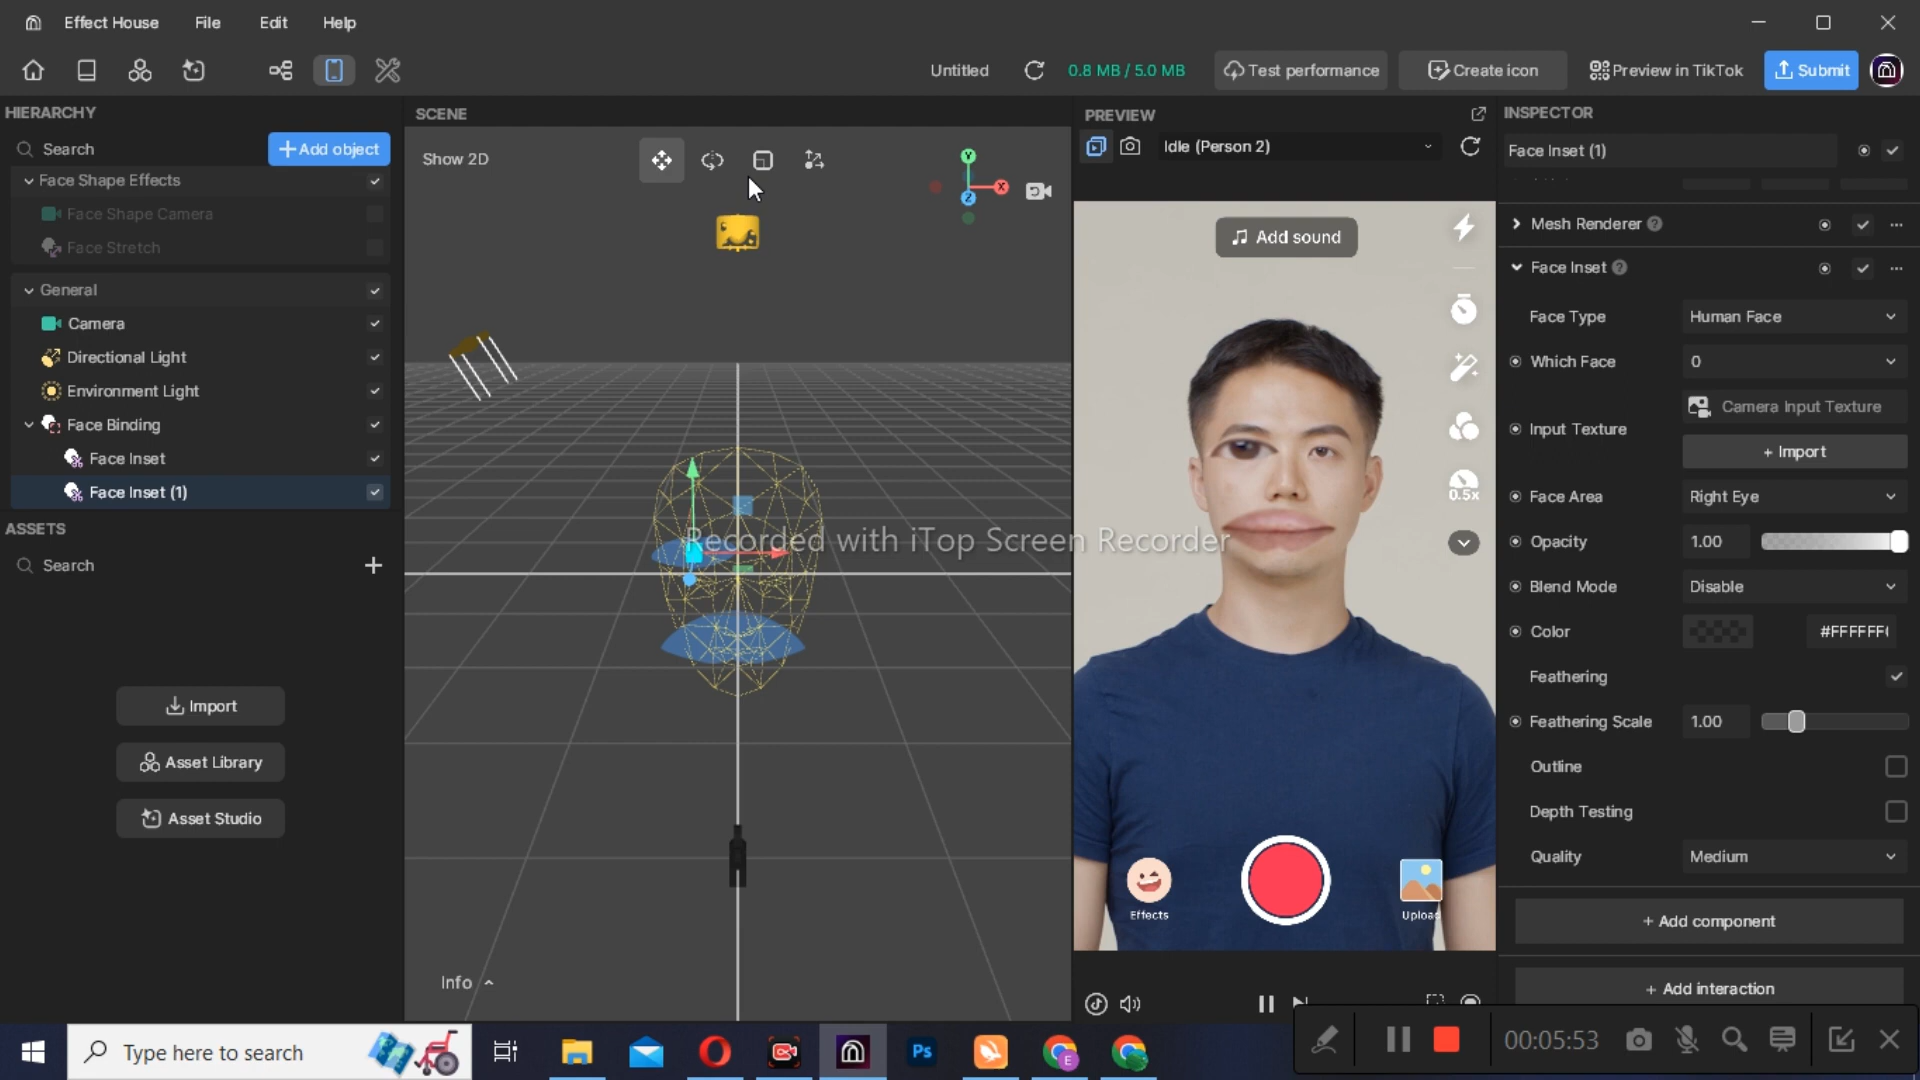 Effect House File Edit Help
Untitled 0.8 MB / 5.0 MB Test performance Create icon Preview in TikTok Submit
HIERARCHY
Search + Add object
Face Shape Effects
Face Shape Camera
Face Stretch
General
Camera
Directional Light
Environment Light
Face Binding
Face Inset
Face Inset (1)
ASSETS
Search
Import
Asset Library
Asset Studio
SCENE
Show 2D
Y
X
Z
Info
PREVIEW
Idle (Person 2)
Add sound
0.5x
Effects
Upload
Recorded with iTop Screen Recorder
INSPECTOR
Face Inset (1)
Mesh Renderer
Face Inset
Face Type Human Face
Which Face 0
Camera Input Texture
Input Texture
+ Import
Face Area Right Eye
Opacity 1.00
Blend Mode Disable
Color #FFFFFF
Feathering
Feathering Scale 1.00
Outline
Depth Testing
Quality Medium
+ Add component
+ Add interaction
Type here to search
Ps
E
00:05:53